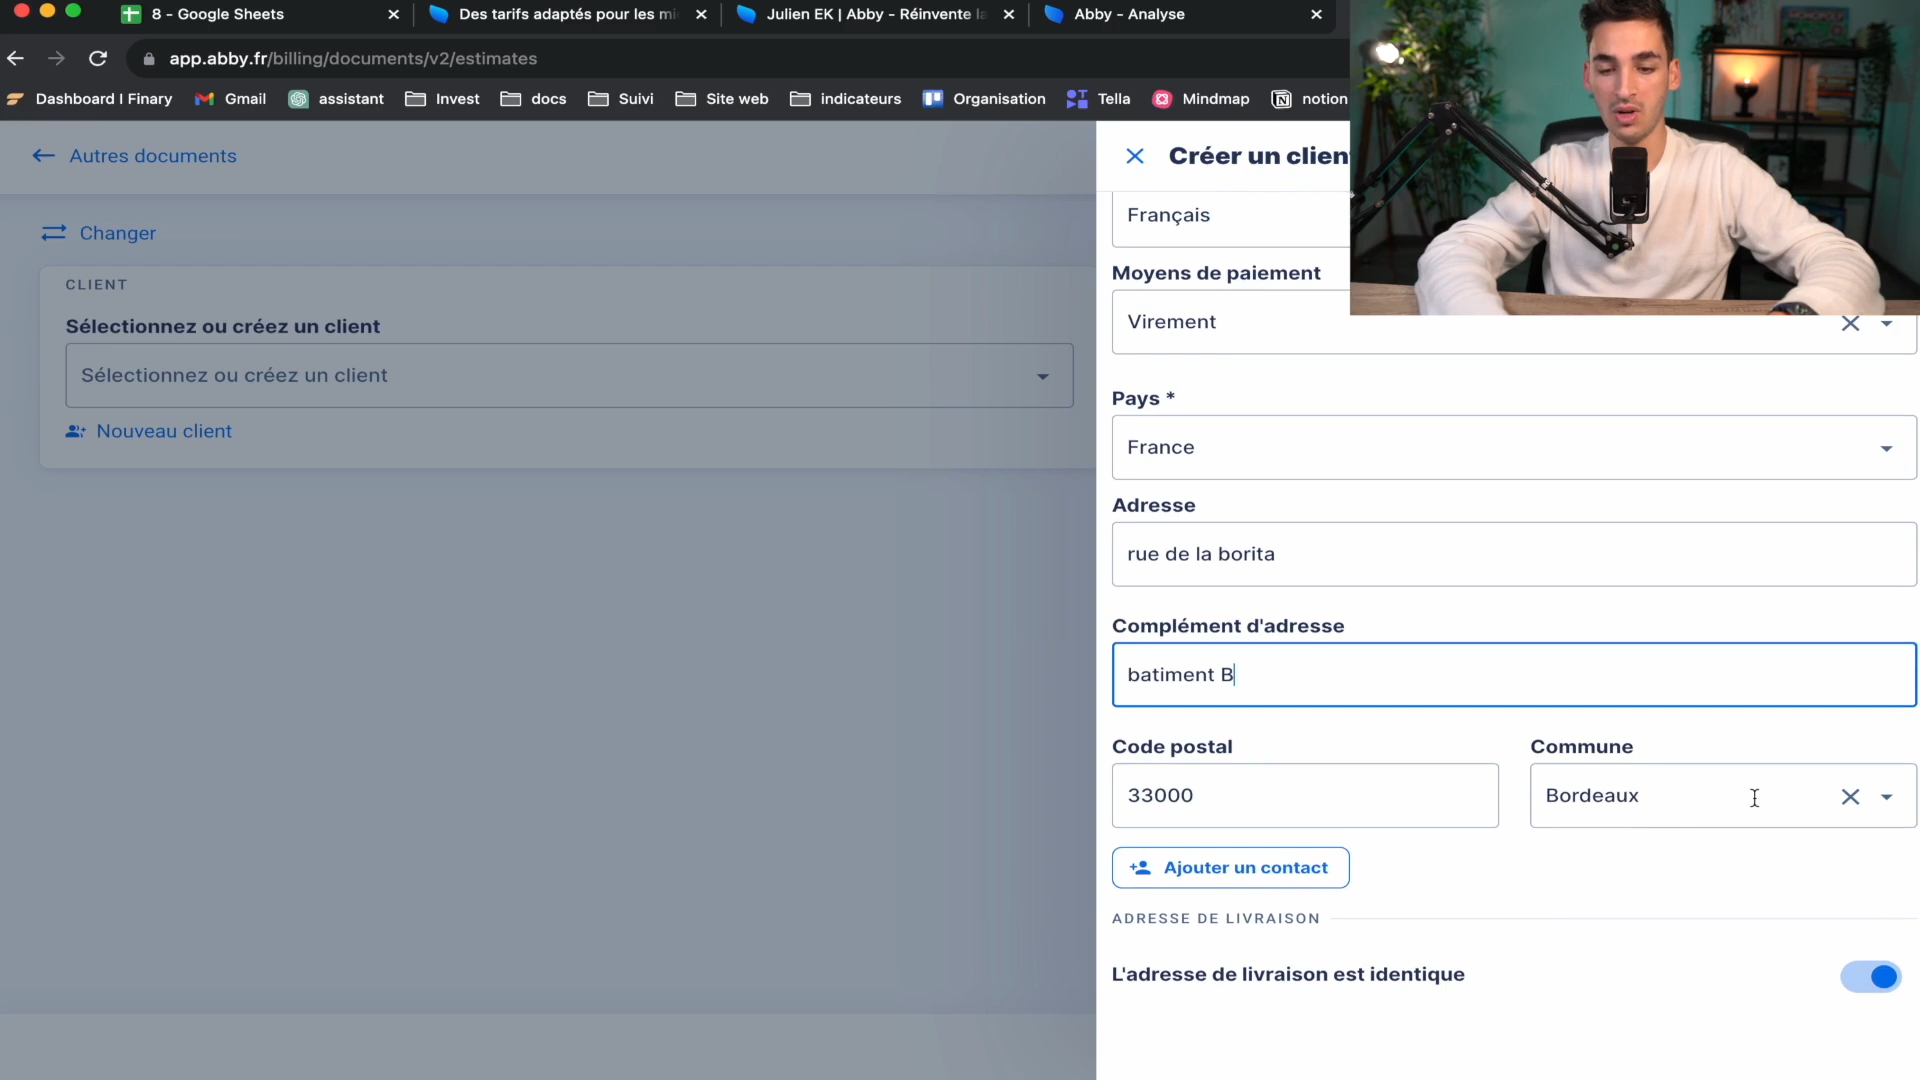 8 - Google Sheets
Des tarifs adaptés pour les mi
Julien EK | Abby - Réinvente la
Abby - Analyse
app.abby.fr/billing/documents/v2/estimates
Dashboard | Finary
Gmail
assistant
Invest
docs
Suivi
Site web
indicateurs
Organisation
Tella
Mindmap
notion
Autres documents
Changer
CLIENT
Sélectionnez ou créez un client
Sélectionnez ou créez un client
Nouveau client
Créer un clien
Français
Moyens de paiement
Virement
Pays *
France
Adresse
rue de la borita
Complément d'adresse
batiment B
Code postal
Commune
33000
Bordeaux
Ajouter un contact
ADRESSE DE LIVRAISON
L'adresse de livraison est identique